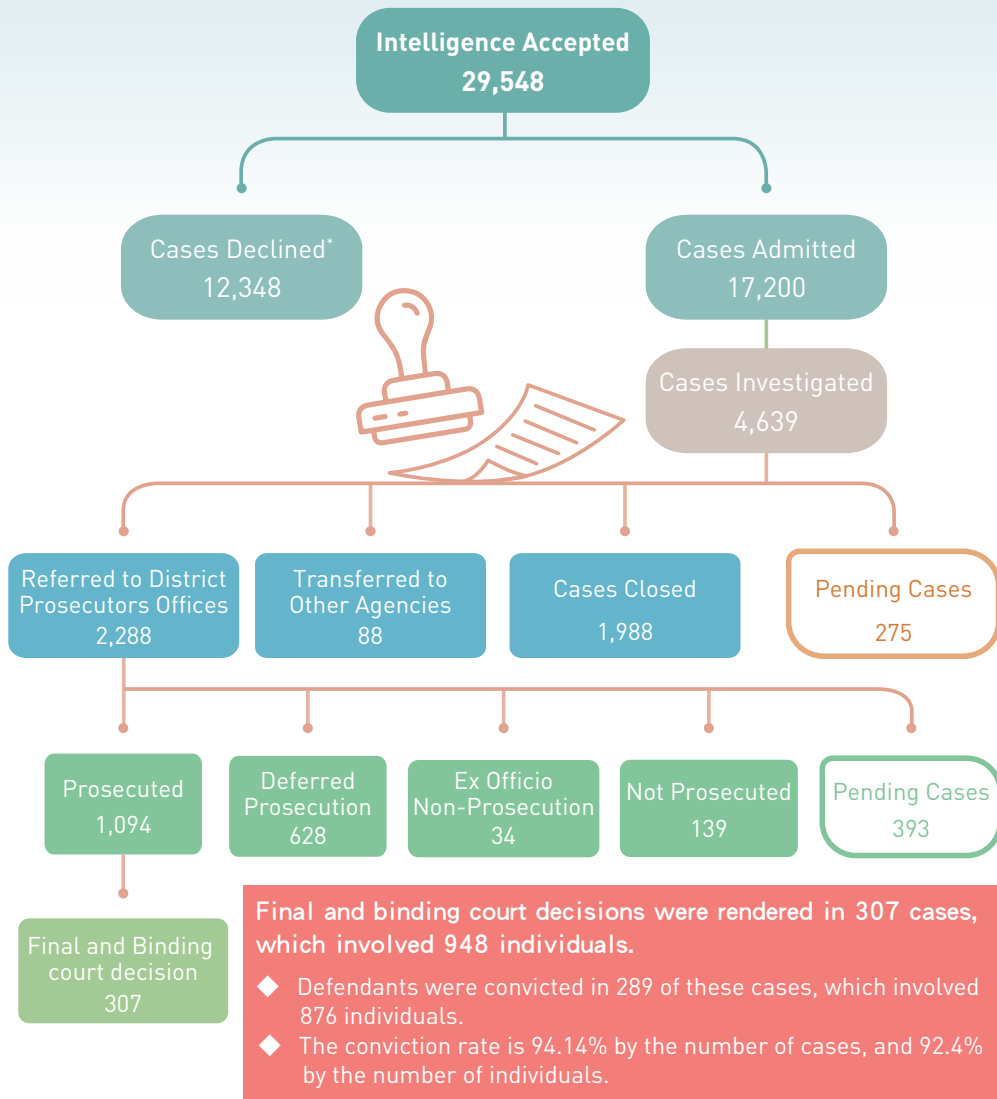 Intelligence Accepted
29,548
Cases Declined*
12,348
Cases Admitted
17,200
Cases Investigated
4,639
Referred to District
Prosecutors Offices
2,288
Transferred to
Other Agencies
88
Cases Closed
1,988
Pending Cases
275
Prosecuted
1,094
Deferred
Prosecution
628
Ex Officio
Non-Prosecution
34
Not Prosecuted
139
Pending Cases
393
Final and Binding
court decision
307
Final and binding court decisions were rendered in 307 cases,
which involved 948 individuals.
◆ Defendants were convicted in 289 of these cases, which involved
876 individuals.
◆ The conviction rate is 94.14% by the number of cases, and 92.4%
by the number of individuals.